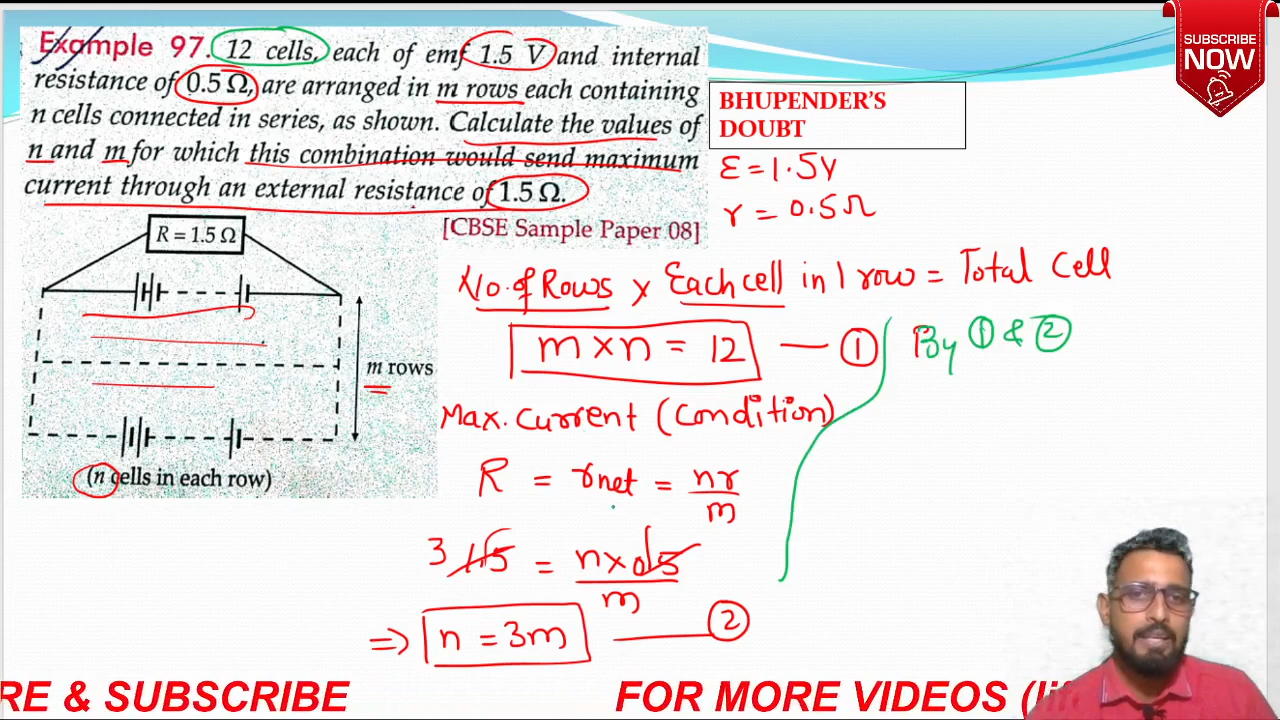 SUBSCRIBE
NOW
Example 97. 12 cells, each of emf 1.5 V and internal
resistance of 0.5 Ω, are arranged in m rows each containing
n cells connected in series, as shown. Calculate the values of
n and m for which this combination would send maximum
current through an external resistance of 1.5 Ω.
[CBSE Sample Paper 08]
BHUPENDER'S
DOUBT
ε = 1.5V
r = 0.5Ω
R = 1.5 Ω
m rows
(n cells in each row)
No. of Rows x Each cell in 1 row = Total Cell
m x n = 12 — ①
By ① & ②
Max. Current (Condition)
R = rnet = nr/m
3 1.5 = n x 0.5/m
⇒ n = 3m — ②
RE & SUBSCRIBE FOR MORE VIDEOS (li